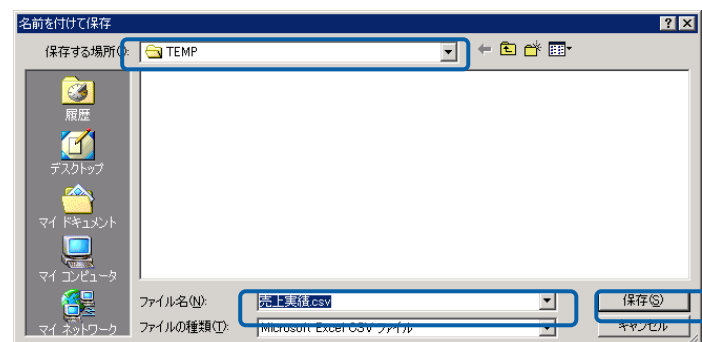 名前を付けて保存
保存する場所(I):
TEMP
履歴
デスクトップ
マイ ドキュメント
マイ コンピュータ
マイ ネットワーク
ファイル名(N):
売上実績.csv
保存(S)
ファイルの種類(T):
Microsoft Excel CSV ファイル
キャンセル